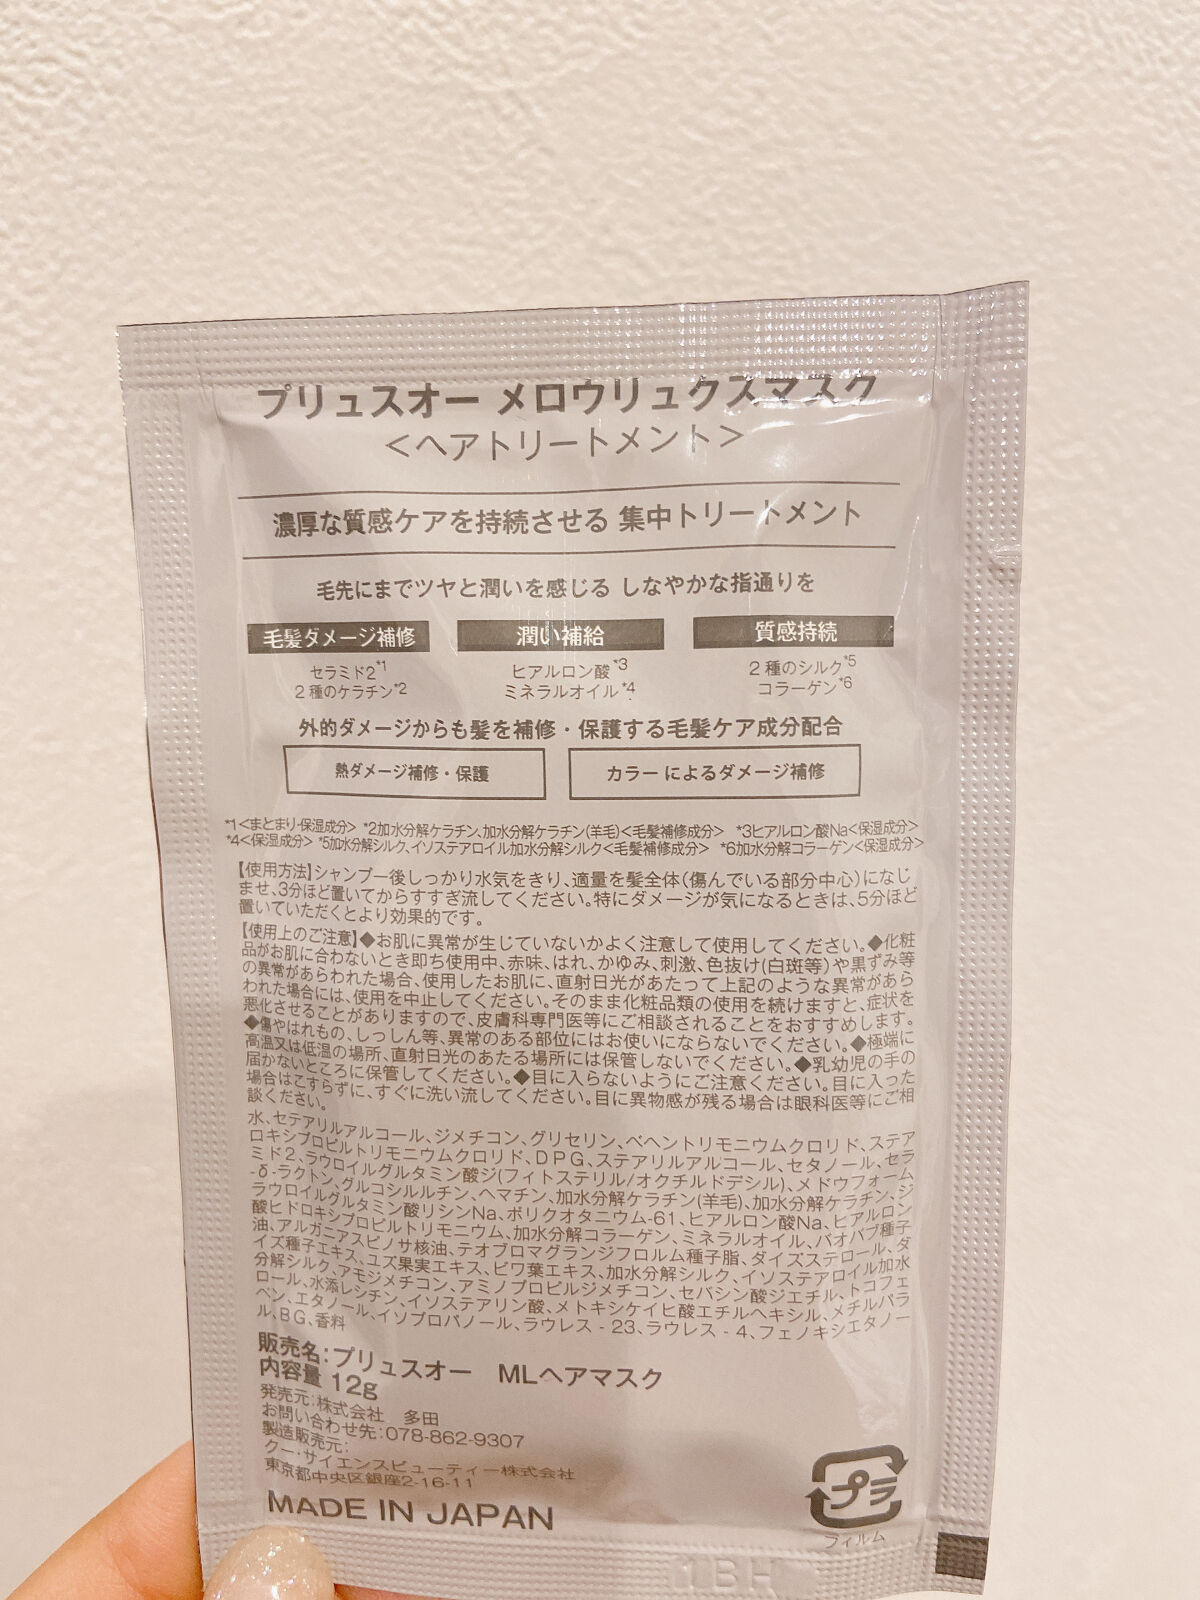 プリュスオー メロウリュクスマスク
＜ヘアトリートメント＞
濃厚な質感ケアを持続させる 集中トリートメント
毛先にまでツヤと潤いを感じる しなやかな指通りを
毛髪ダメージ補修 潤い補給 質感持続
セラミド2*1 ヒアルロン酸*3 2種のシルク*5
2種のケラチン*2 ミネラルオイル*4 コラーゲン*6
外的ダメージからも髪を補修・保護する毛髪ケア成分配合
熱ダメージ補修・保護 カラーによるダメージ補修
*1＜まとまり・保湿成分＞ *2加水分解ケラチン、加水分解ケラチン(羊毛)＜毛髪補修成分＞ *3ヒアルロン酸Na＜保湿成分＞
*4＜保湿成分＞ *5加水分解シルク、イソステアロイル加水分解シルク＜毛髪補修成分＞ *6加水分解コラーゲン＜保湿成分＞
【使用方法】シャンプー後しっかり水気をきり、適量を髪全体(傷んでいる部分中心)になじ
ませ、3分ほど置いてからすすぎ流してください。特にダメージが気になるときは、5分ほど
置いていただくとより効果的です。
【使用上のご注意】◆お肌に異常が生じていないかよく注意して使用してください。◆化粧
品がお肌に合わないとき即ち使用中、赤味、はれ、かゆみ、刺激、色抜け(白斑等)や黒ずみ等
の異常があらわれた場合、使用したお肌に、直射日光があたって上記のような異常があら
われた場合には、使用を中止してください。そのまま化粧品類の使用を続けますと、症状を
悪化させることがありますので、皮膚科専門医等にご相談されることをおすすめします。
◆傷やはれもの、しっしん等、異常のある部位にはお使いにならないでください。◆極端に
高温又は低温の場所、直射日光のあたる場所には保管しないでください。◆乳幼児の手の
届かないところに保管してください。◆目に入らないようにご注意ください。目に入った
場合はこすらずに、すぐに洗い流してください。目に異物感が残る場合は眼科医等にご相
談ください。
水、セテアリルアルコール、ジメチコン、グリセリン、ベヘントリモニウムクロリド、ステア
ロキシプロピルトリモニウムクロリド、DPG、ステアリルアルコール、セタノール、セラ
ミド2、ラウロイルグルタミン酸ジ(フィトステリル/オクチルドデシル)、メドウフォーム
-δ-ラクトン、グルコシルルチン、ヘマチン、加水分解ケラチン(羊毛)、加水分解ケラチン、ジ
ラウロイルグルタミン酸リシンNa、ポリクオタニウム-61、ヒアルロン酸Na、ヒアルロン
酸ヒドロキシプロピルトリモニウム、加水分解コラーゲン、ミネラルオイル、バオバブ種子
油、アルガニアスピノサ核油、テオブロマグランジフロルム種子脂、ダイズステロール、ダ
イズ種子エキス、ユズ果実エキス、ビワ葉エキス、加水分解シルク、イソステアロイル加水
分解シルク、アモジメチコン、アミノプロピルジメチコン、セバシン酸ジエチル、トコフェ
ロール、水添レシチン、イソステアリン酸、メトキシケイヒ酸エチルヘキシル、メチルパラ
ベン、エタノール、イソプロパノール、ラウレス-23、ラウレス-4、フェノキシエタノー
ル、BG、香料
販売名：プリュスオー MLヘアマスク
内容量 12g
発売元：株式会社 多田
お問い合わせ先：078-862-9307
製造販売元：
クー・サイエンスビューティー株式会社
東京都中央区銀座2-16-11
MADE IN JAPAN
プラ
フィルム
1BH